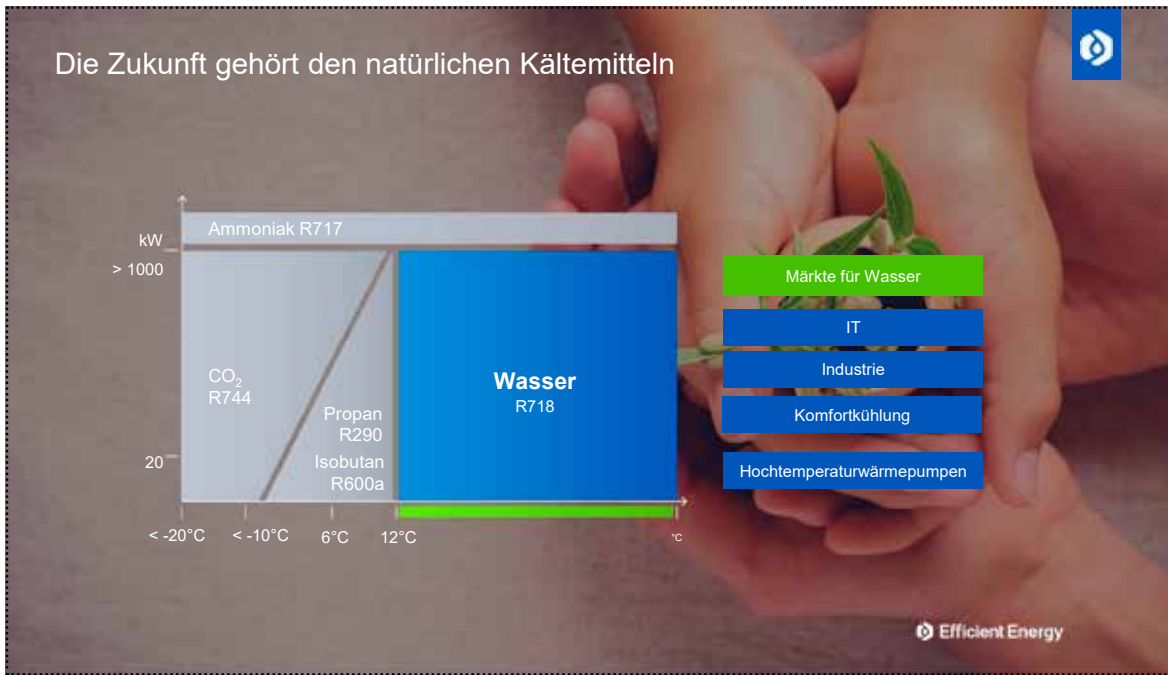 Die Zukunft gehört den natürlichen Kältemitteln
Ammoniak R717
kW
> 1000
CO₂
R744
Propan
R290
Isobutan
R600a
20
Wasser
R718
< -20°C
< -10°C
6°C
12°C
°C
Märkte für Wasser
IT
Industrie
Komfortkühlung
Hochtemperaturwärmepumpen
Efficient Energy